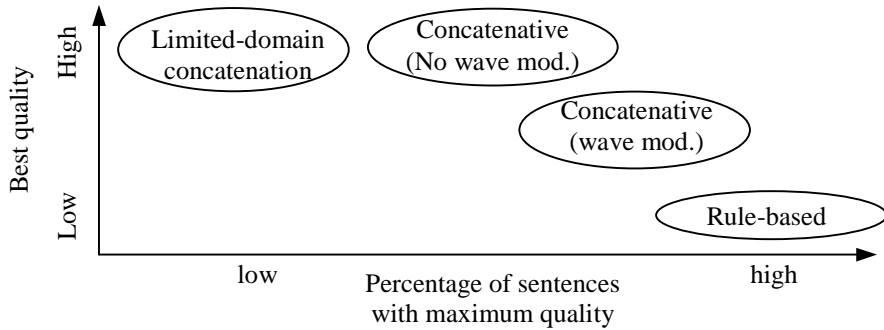 Best quality
High
Low
Limited-domain
concatenation
Concatenative
(No wave mod.)
Concatenative
(wave mod.)
Rule-based
low
high
Percentage of sentences
with maximum quality